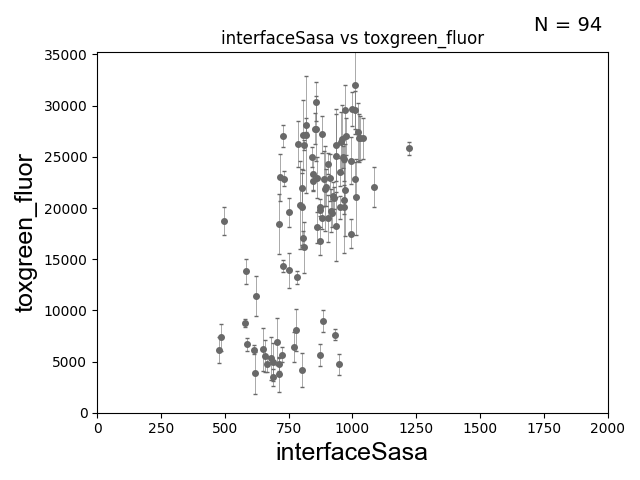 N = 94
interfaceSasa vs toxgreen_fluor
toxgreen_fluor
35000
30000
25000
20000
15000
10000
5000
0
0 250 500 750 1000 1250 1500 1750 2000
interfaceSasa